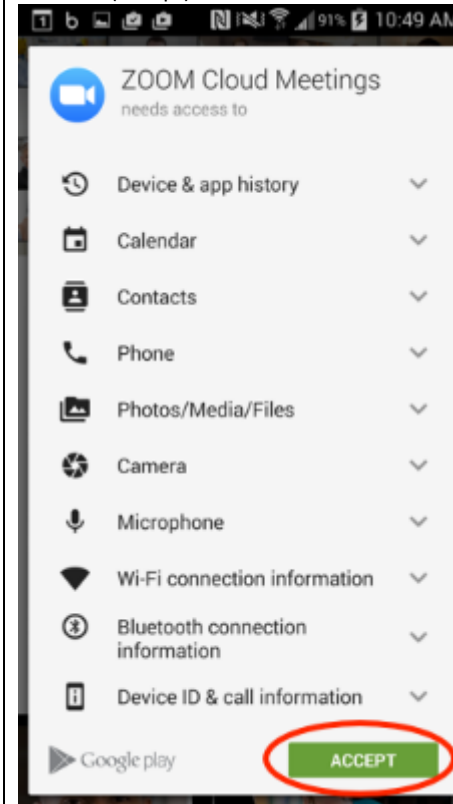 91% 10:49 AM
ZOOM Cloud Meetings
needs access to
Device & app history
Calendar
Contacts
Phone
Photos/Media/Files
Camera
Microphone
Wi-Fi connection information
Bluetooth connection
information
Device ID & call information
Google play ACCEPT